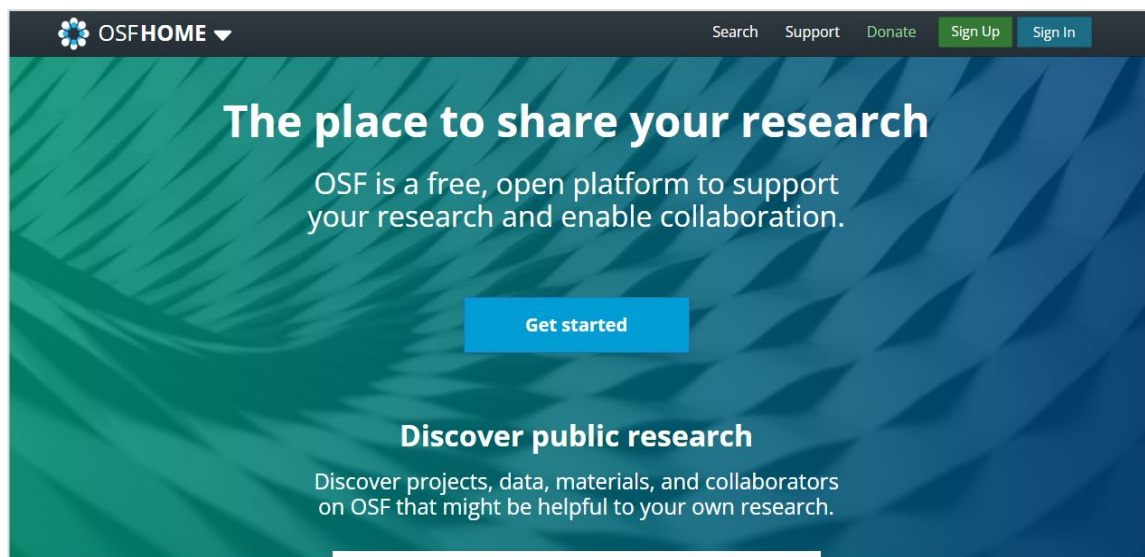 OSFHOME Search Support Donate Sign Up Sign In
The place to share your research
OSF is a free, open platform to support
your research and enable collaboration.
Get started
Discover public research
Discover projects, data, materials, and collaborators
on OSF that might be helpful to your own research.